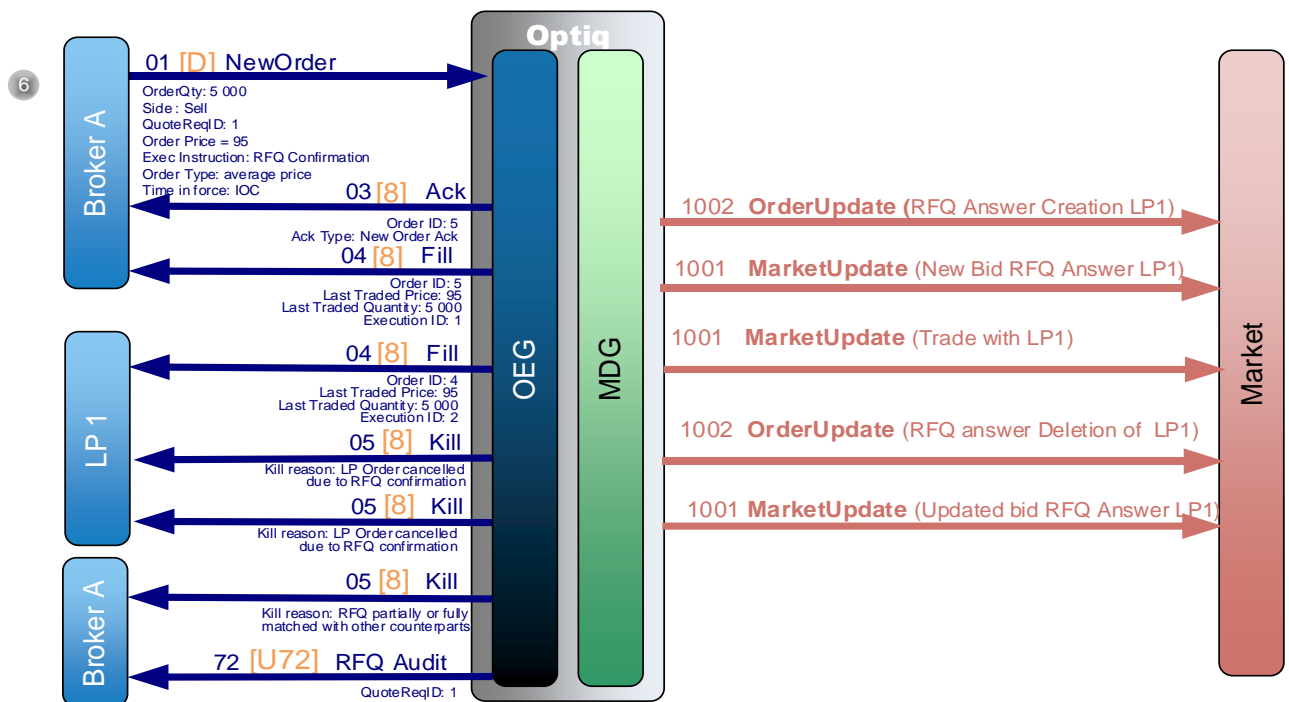 Optiq
6
Broker A
01 [D] NewOrder
OrderQty: 5 000
Side : Sell
QuoteReqID: 1
Order Price = 95
Exec Instruction: RFQ Confirmation
Order Type: average price
Time in force: IOC
03 [8] Ack
Order ID: 5
Ack Type: New Order Ack
04 [8] Fill
Order ID: 5
Last Traded Price: 95
Last Traded Quantity: 5 000
Execution ID: 1
LP 1
04 [8] Fill
Order ID: 4
Last Traded Price: 95
Last Traded Quantity: 5 000
Execution ID: 2
05 [8] Kill
Kill reason: LP Order cancelled
due to RFQ confirmation
05 [8] Kill
Kill reason: LP Order cancelled
due to RFQ confirmation
Broker A
05 [8] Kill
Kill reason: RFQ partially or fully
matched with other counterparts
72 [U72] RFQ Audit
QuoteReqID: 1
OEG
MDG
1002 OrderUpdate (RFQ Answer Creation LP1)
1001 MarketUpdate (New Bid RFQ Answer LP1)
1001 MarketUpdate (Trade with LP1)
1002 OrderUpdate (RFQ answer Deletion of LP1)
1001 MarketUpdate (Updated bid RFQ Answer LP1)
Market